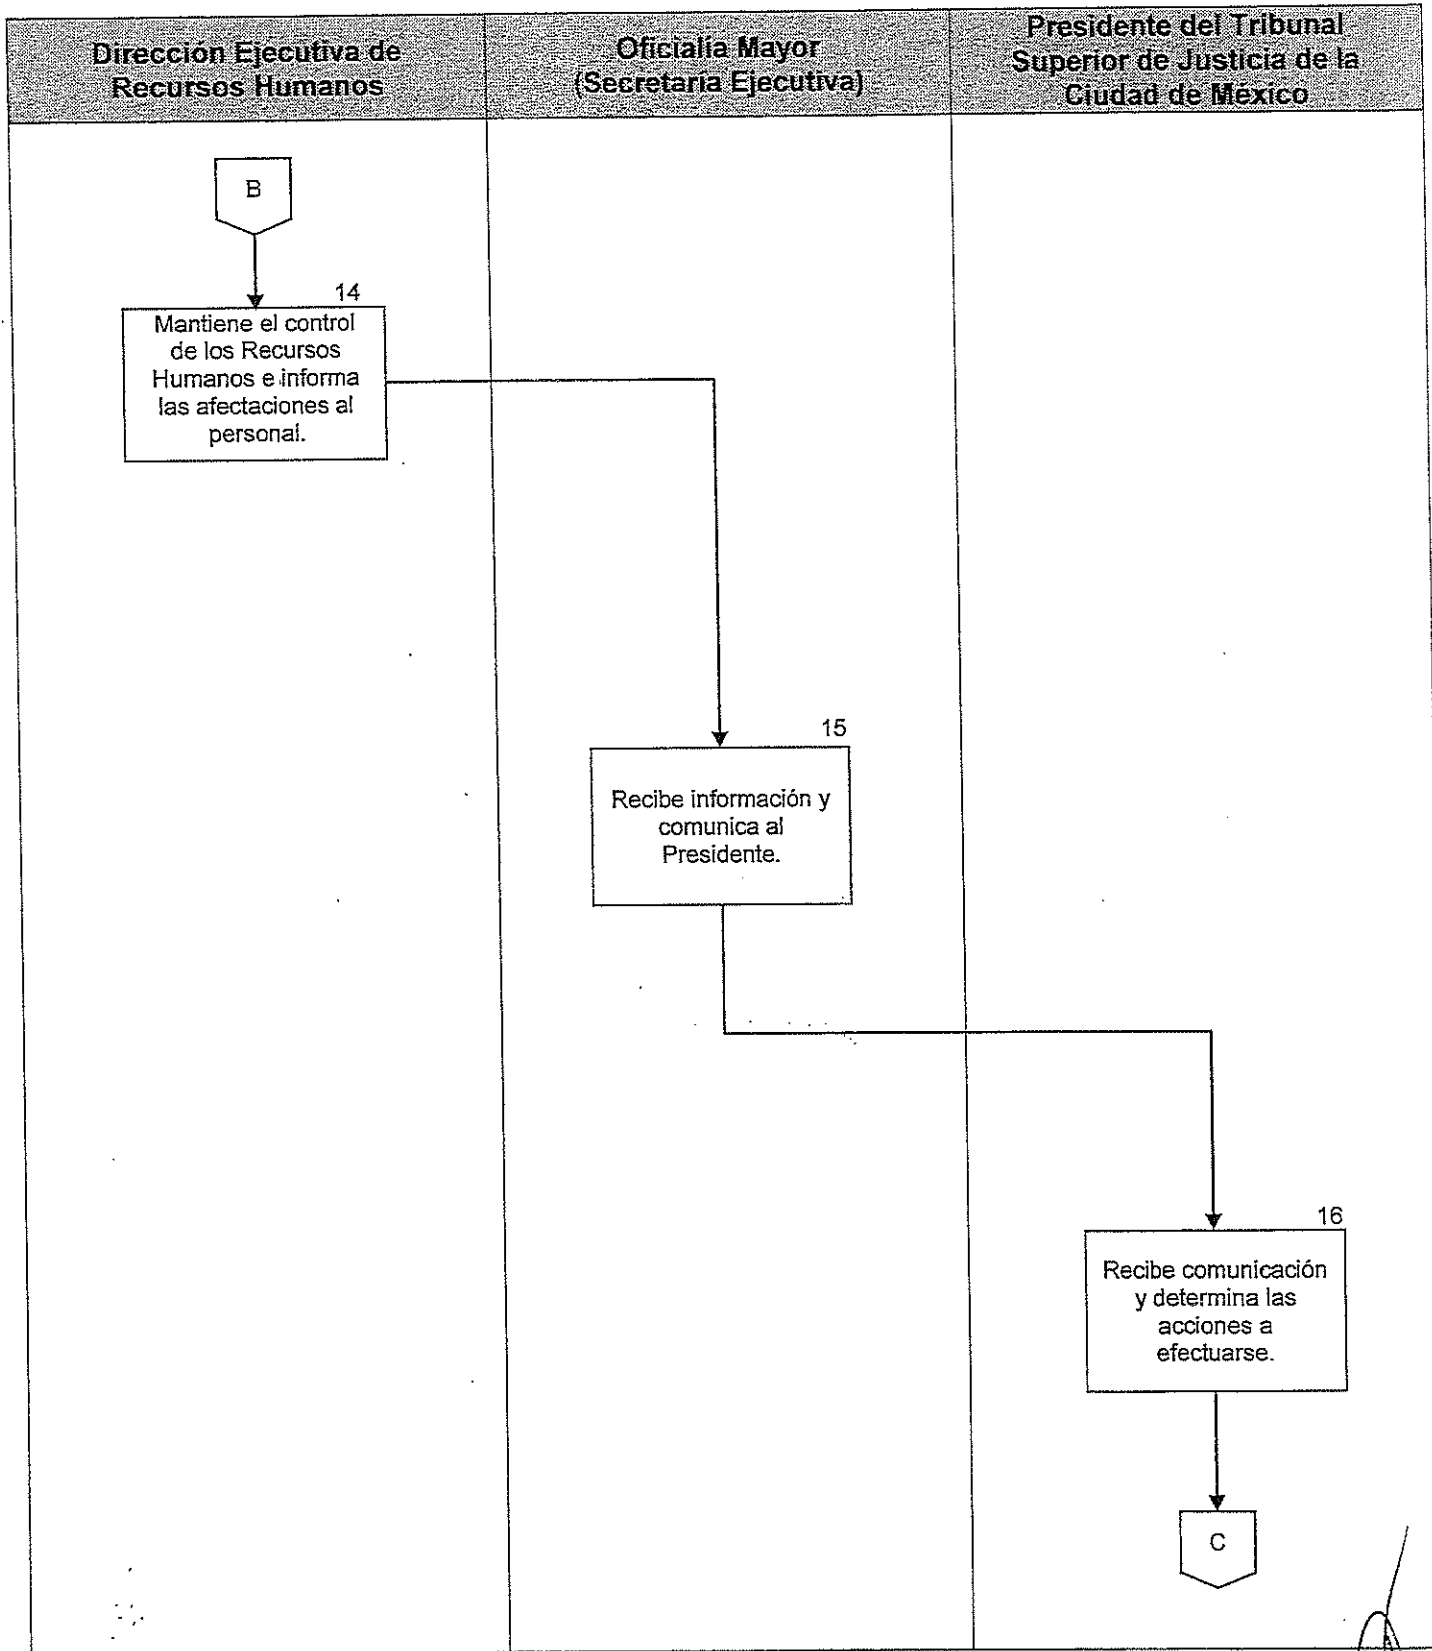 Dirección Ejecutiva de
Recursos Humanos
Oficialía Mayor
(Secretaría Ejecutiva)
Presidente del Tribunal
Superior de Justicia de la
Ciudad de México
B
14
Mantiene el control
de los Recursos
Humanos e informa
las afectaciones al
personal.
15
Recibe información y
comunica al
Presidente.
16
Recibe comunicación
y determina las
acciones a
efectuarse.
C